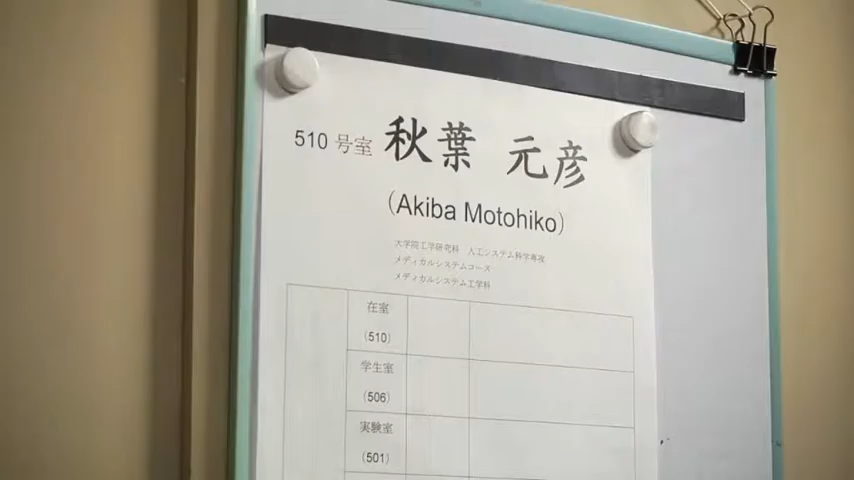 510 号室 秋葉 元彦
(Akiba Motohiko)
大学院工学研究科 人工システム科学専攻
メディカルシステムコース
メディカルシステム工学科
在室
(510)
学生室
(506)
実験室
(501)